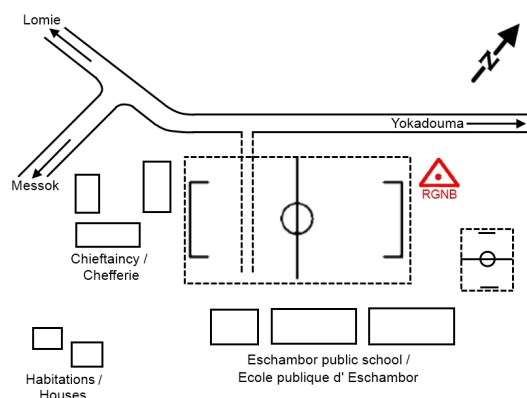 Lomie
N
Yokadouma
Messok
RGNB
Chieftaincy /
Chefferie
Eschambor public school /
Ecole publique d' Eschambor
Habitations /
Houses